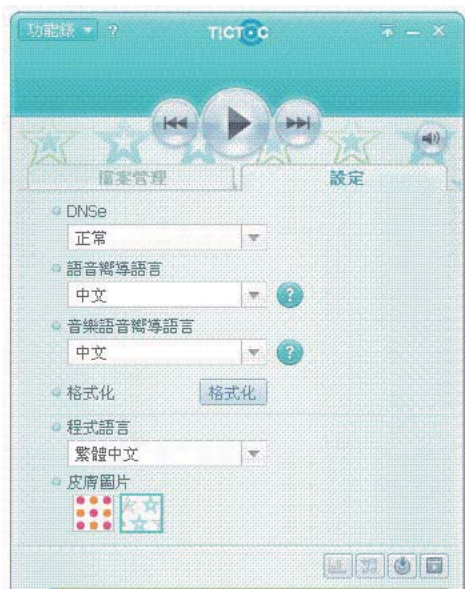 功能錶 ?
TICTOC
檔案管理
設定
DNSe
正常
語音嚮導語言
中文 ?
音樂語音嚮導語言
中文 ?
格式化 格式化
程式語言
繁體中文
皮膚圖片